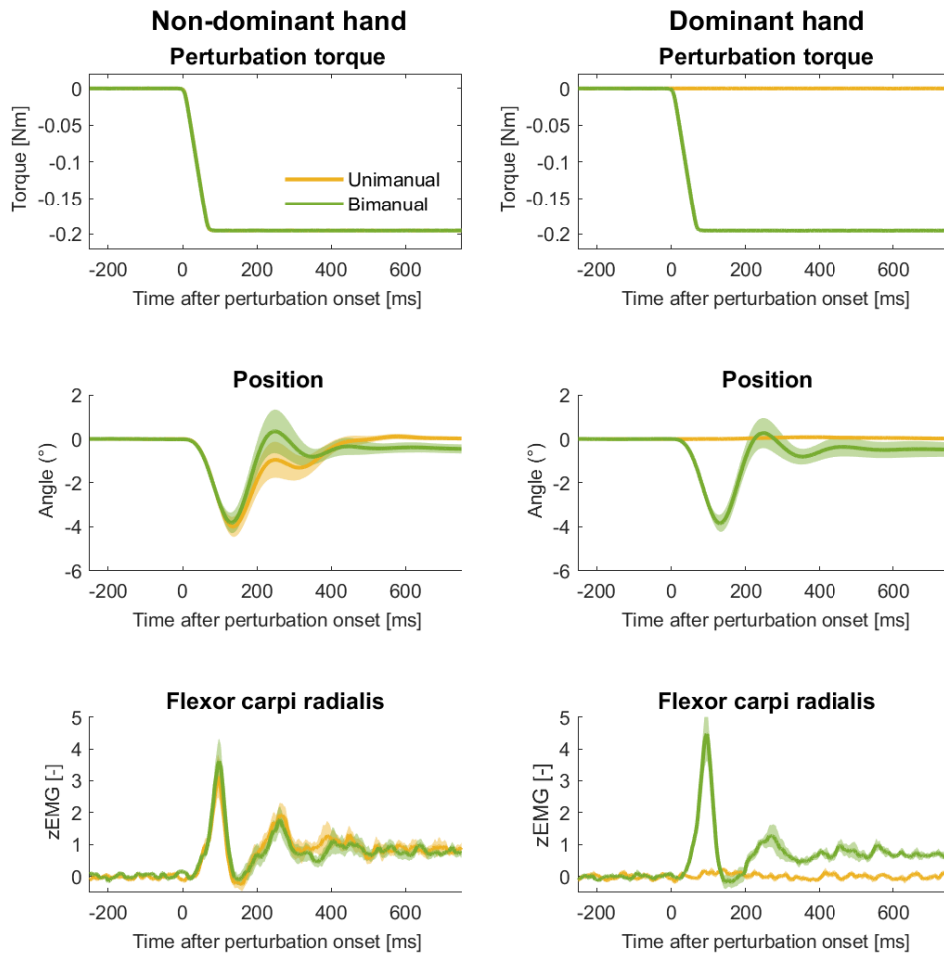 Non-dominant hand
Perturbation torque
Torque [Nm]
0
-0.05
-0.1
-0.15
-0.2
Unimanual
Bimanual
-200 0 200 400 600
Time after perturbation onset [ms]
Dominant hand
Perturbation torque
Torque [Nm]
0
-0.05
-0.1
-0.15
-0.2
-200 0 200 400 600
Time after perturbation onset [ms]
Position
Angle (°)
2
0
-2
-4
-6
-200 0 200 400 600
Time after perturbation onset [ms]
Position
Angle (°)
2
0
-2
-4
-6
-200 0 200 400 600
Time after perturbation onset [ms]
Flexor carpi radialis
zEMG [-]
5
4
3
2
1
0
-200 0 200 400 600
Time after perturbation onset [ms]
Flexor carpi radialis
zEMG [-]
5
4
3
2
1
0
-200 0 200 400 600
Time after perturbation onset [ms]